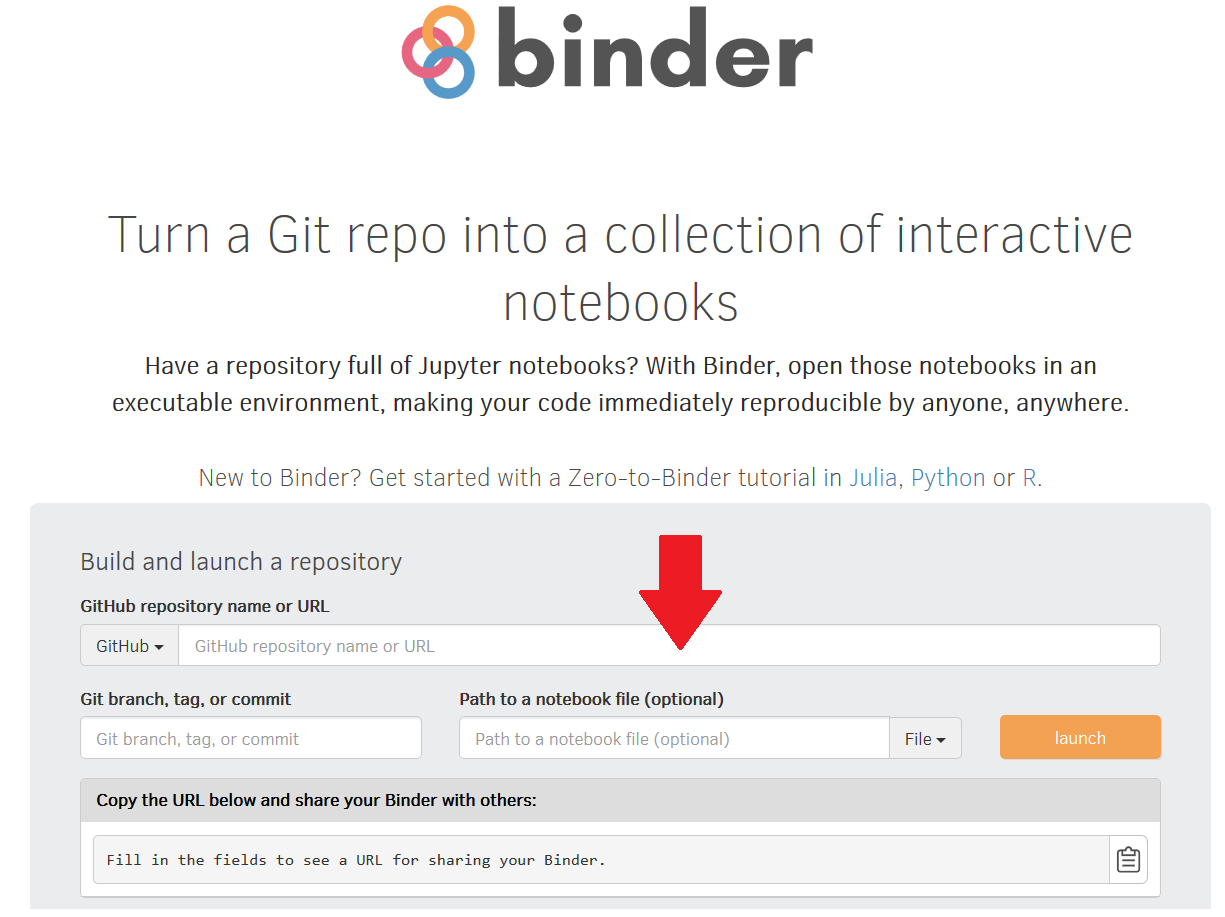 binder
Turn a Git repo into a collection of interactive
notebooks
Have a repository full of Jupyter notebooks? With Binder, open those notebooks in an
executable environment, making your code immediately reproducible by anyone, anywhere.
New to Binder? Get started with a Zero-to-Binder tutorial in Julia, Python or R.
Build and launch a repository
GitHub repository name or URL
GitHub GitHub repository name or URL
Git branch, tag, or commit Path to a notebook file (optional)
Git branch, tag, or commit Path to a notebook file (optional) File launch
Copy the URL below and share your Binder with others:
Fill in the fields to see a URL for sharing your Binder.